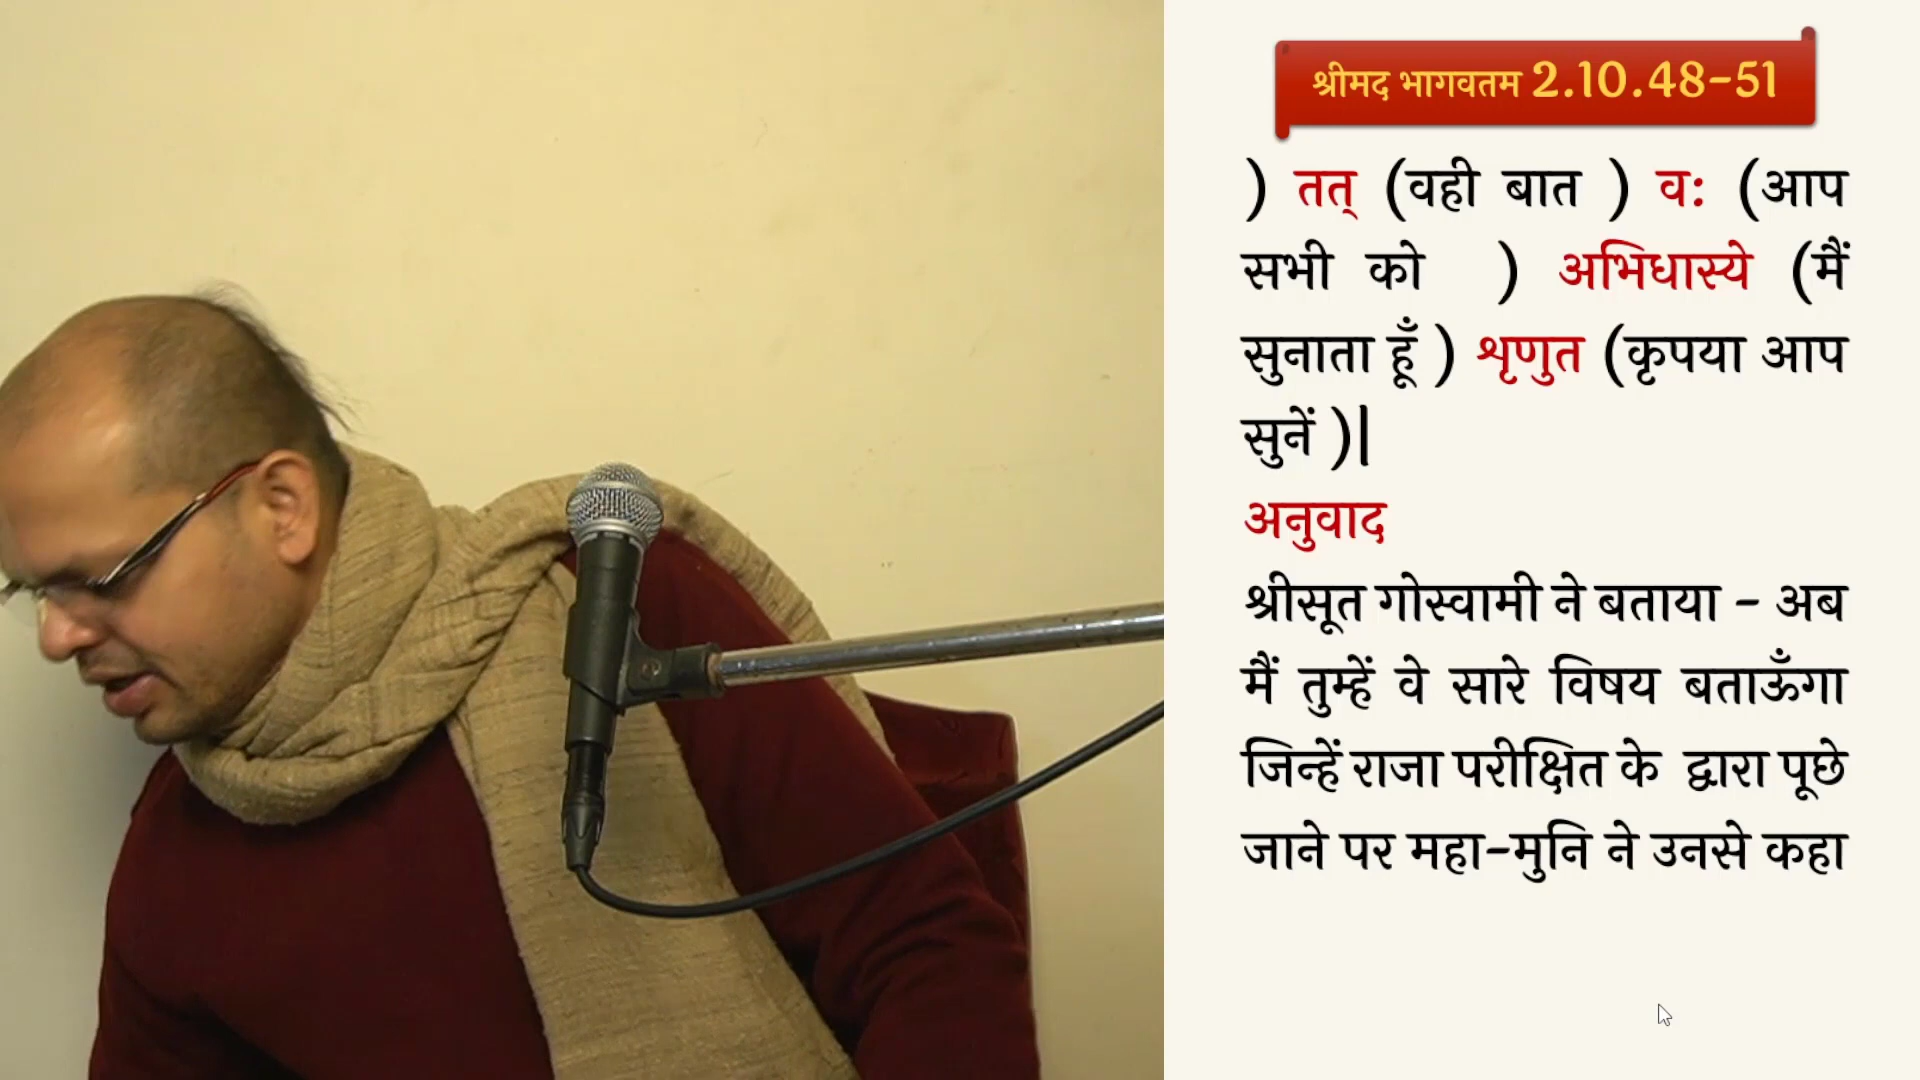 श्रीमद भागवतम 2.10.48-51
) तत् (वही बात ) व: (आप
सभी को ) अभिधास्ये (मैं
सुनाता हूँ ) शृणुत (कृपया आप
सुनें )|
अनुवाद
श्रीसूत गोस्वामी ने बताया - अब
मैं तुम्हें वे सारे विषय बताऊँगा
जिन्हें राजा परीक्षित के द्वारा पूछे
जाने पर महा-मुनि ने उनसे कहा